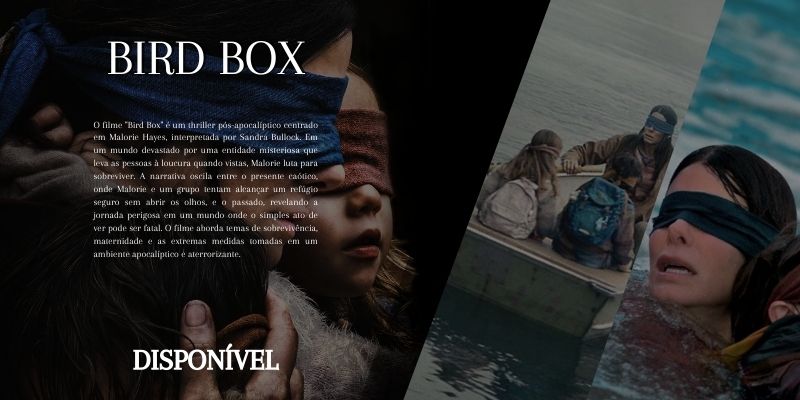 BIRD BOX
O filme "Bird Box" é um thriller pós-apocalíptico centrado
em Malorie Hayes, interpretada por Sandra Bullock. Em
um mundo devastado por uma entidade misteriosa que
leva as pessoas à loucura quando vistas, Malorie luta para
sobreviver. A narrativa oscila entre o presente caótico,
onde Malorie e um grupo tentam alcançar um refúgio
seguro sem abrir os olhos, e o passado, revelando a
jornada perigosa em um mundo onde o simples ato de
ver pode ser fatal. O filme aborda temas de sobrevivência,
maternidade e as extremas medidas tomadas em um
ambiente apocalíptico é aterrorizante.
DISPONÍVEL